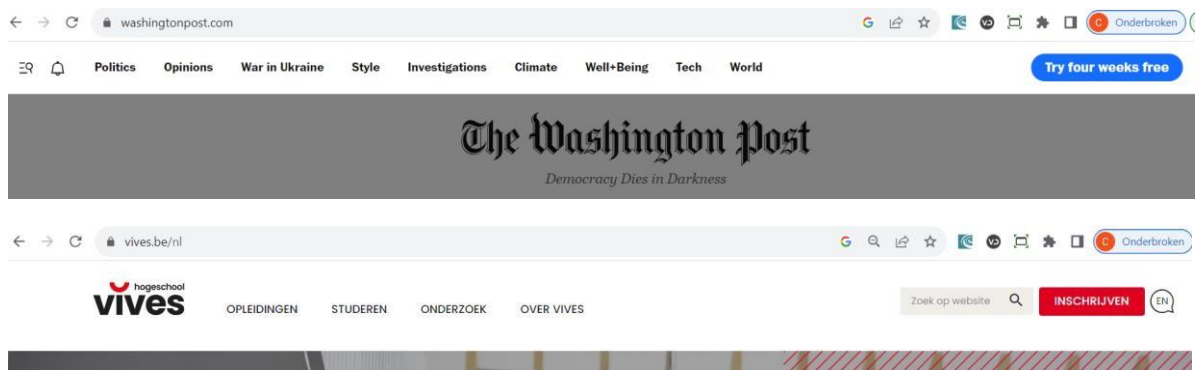 washingtonpost.com Onderbroken
Politics Opinions War in Ukraine Style Investigations Climate Well+Being Tech World Try four weeks free
The Washington Post
Democracy Dies in Darkness
vives.be/nl Onderbroken
hogeschool
vives OPLEIDINGEN STUDEREN ONDERZOEK OVER VIVES Zoek op website INSCHRIJVEN EN